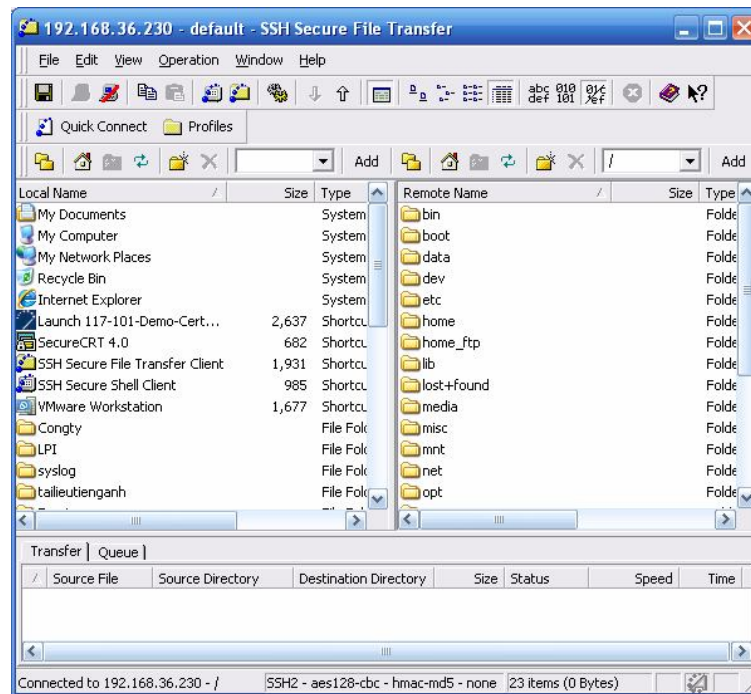 192.168.36.230 - default - SSH Secure File Transfer
File Edit View Operation Window Help
Quick Connect Profiles
Add / Add
Local Name / Size Type
My Documents System
My Computer System
My Network Places System
Recycle Bin System
Internet Explorer System
Launch 117-101-Demo-Cert... 2,637 Shortcu
SecureCRT 4.0 682 Shortcu
SSH Secure File Transfer Client 1,931 Shortcu
SSH Secure Shell Client 985 Shortcu
VMware Workstation 1,677 Shortcu
Congty File Fold
LPI File Fold
syslog File Fold
tailieutienganh File Fold
Remote Name / Size Type
bin Folde
boot Folde
data Folde
dev Folde
etc Folde
home Folde
home_ftp Folde
lib Folde
lost+found Folde
media Folde
misc Folde
mnt Folde
net Folde
opt Folde
Transfer Queue
/ Source File Source Directory Destination Directory Size Status Speed Time
Connected to 192.168.36.230 - / SSH2 - aes128-cbc - hmac-md5 - none 23 items (0 Bytes)